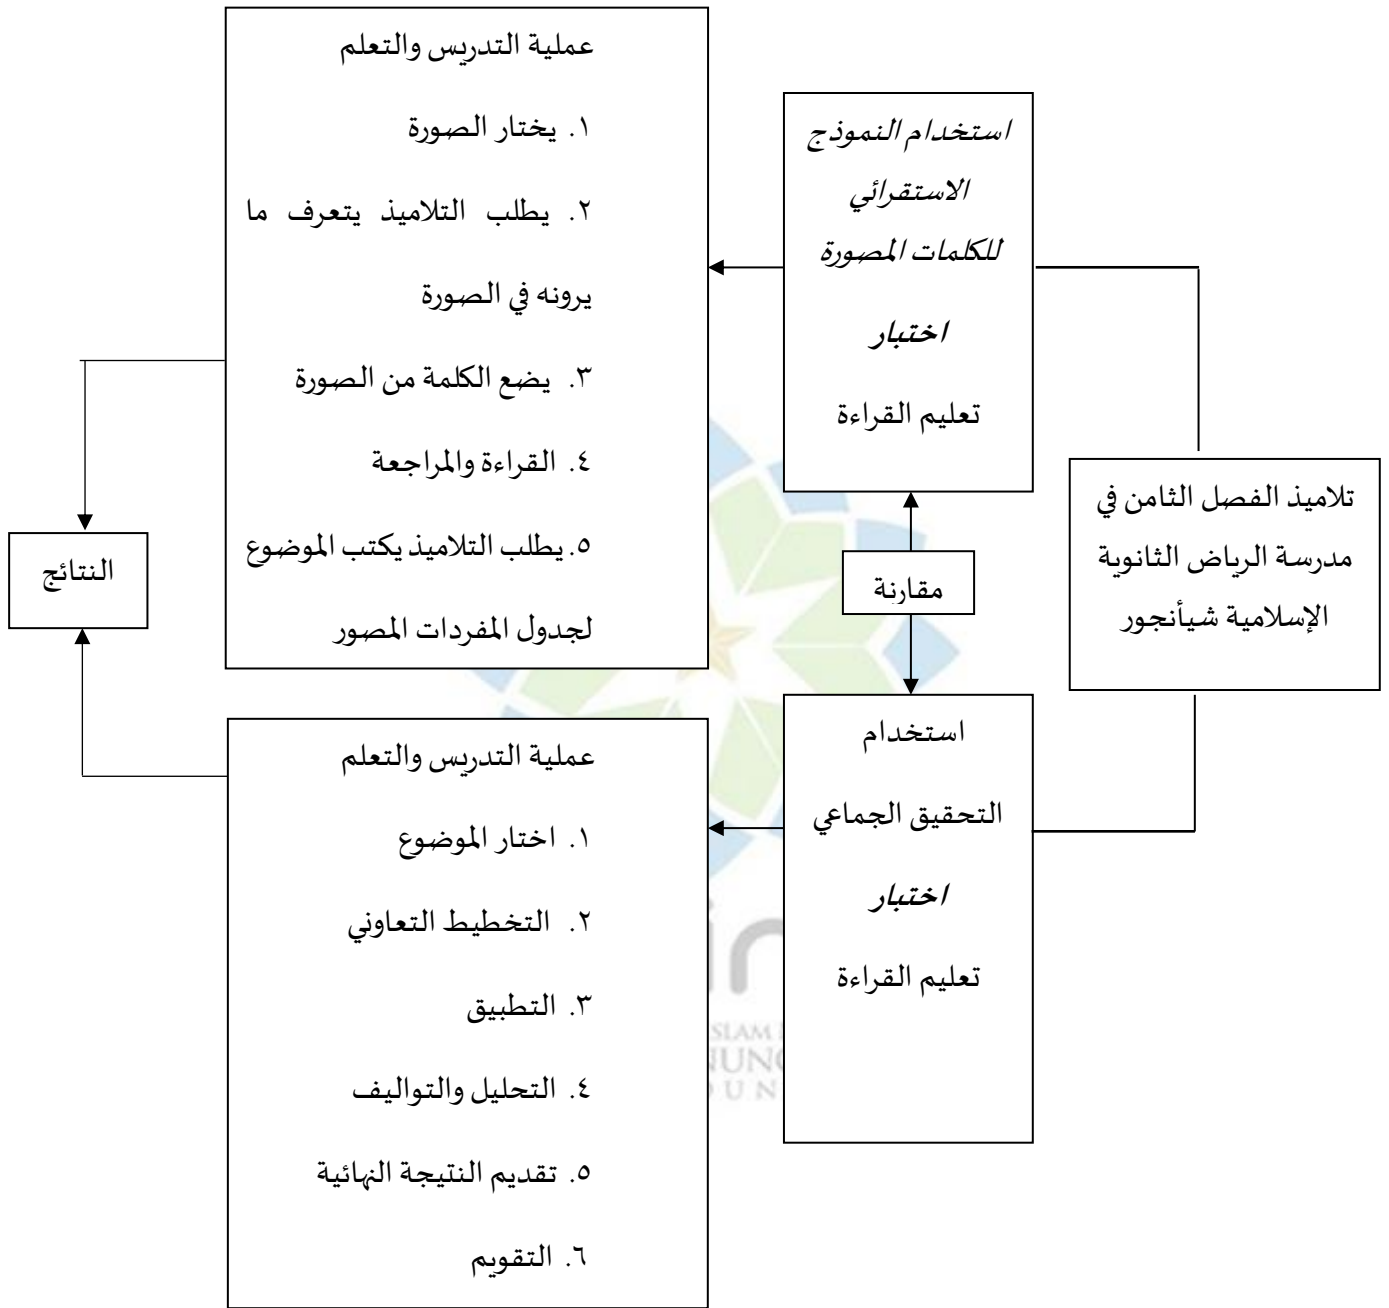 تلاميذ الفصل الثامن في
مدرسة الرياض الثانوية
الإسلامية شيأنجور
استخدام النموذج
الاستقرائي
للكلمات المصورة
اختبار
تعليم القراءة
مقارنة
استخدام
التحقيق الجماعي
اختبار
تعليم القراءة
عملية التدريس والتعلم
١. يختار الصورة
٢. يطلب التلاميذ يتعرف ما
يرونه في الصورة
٣. يضع الكلمة من الصورة
٤. القراءة والمراجعة
٥. يطلب التلاميذ يكتب الموضوع
لجدول المفردات المصور
عملية التدريس والتعلم
١. اختار الموضوع
٢. التخطيط التعاوني
٣. التطبيق
٤. التحليل والتواليف
٥. تقديم النتيجة النهائية
٦. التقويم
النتائج